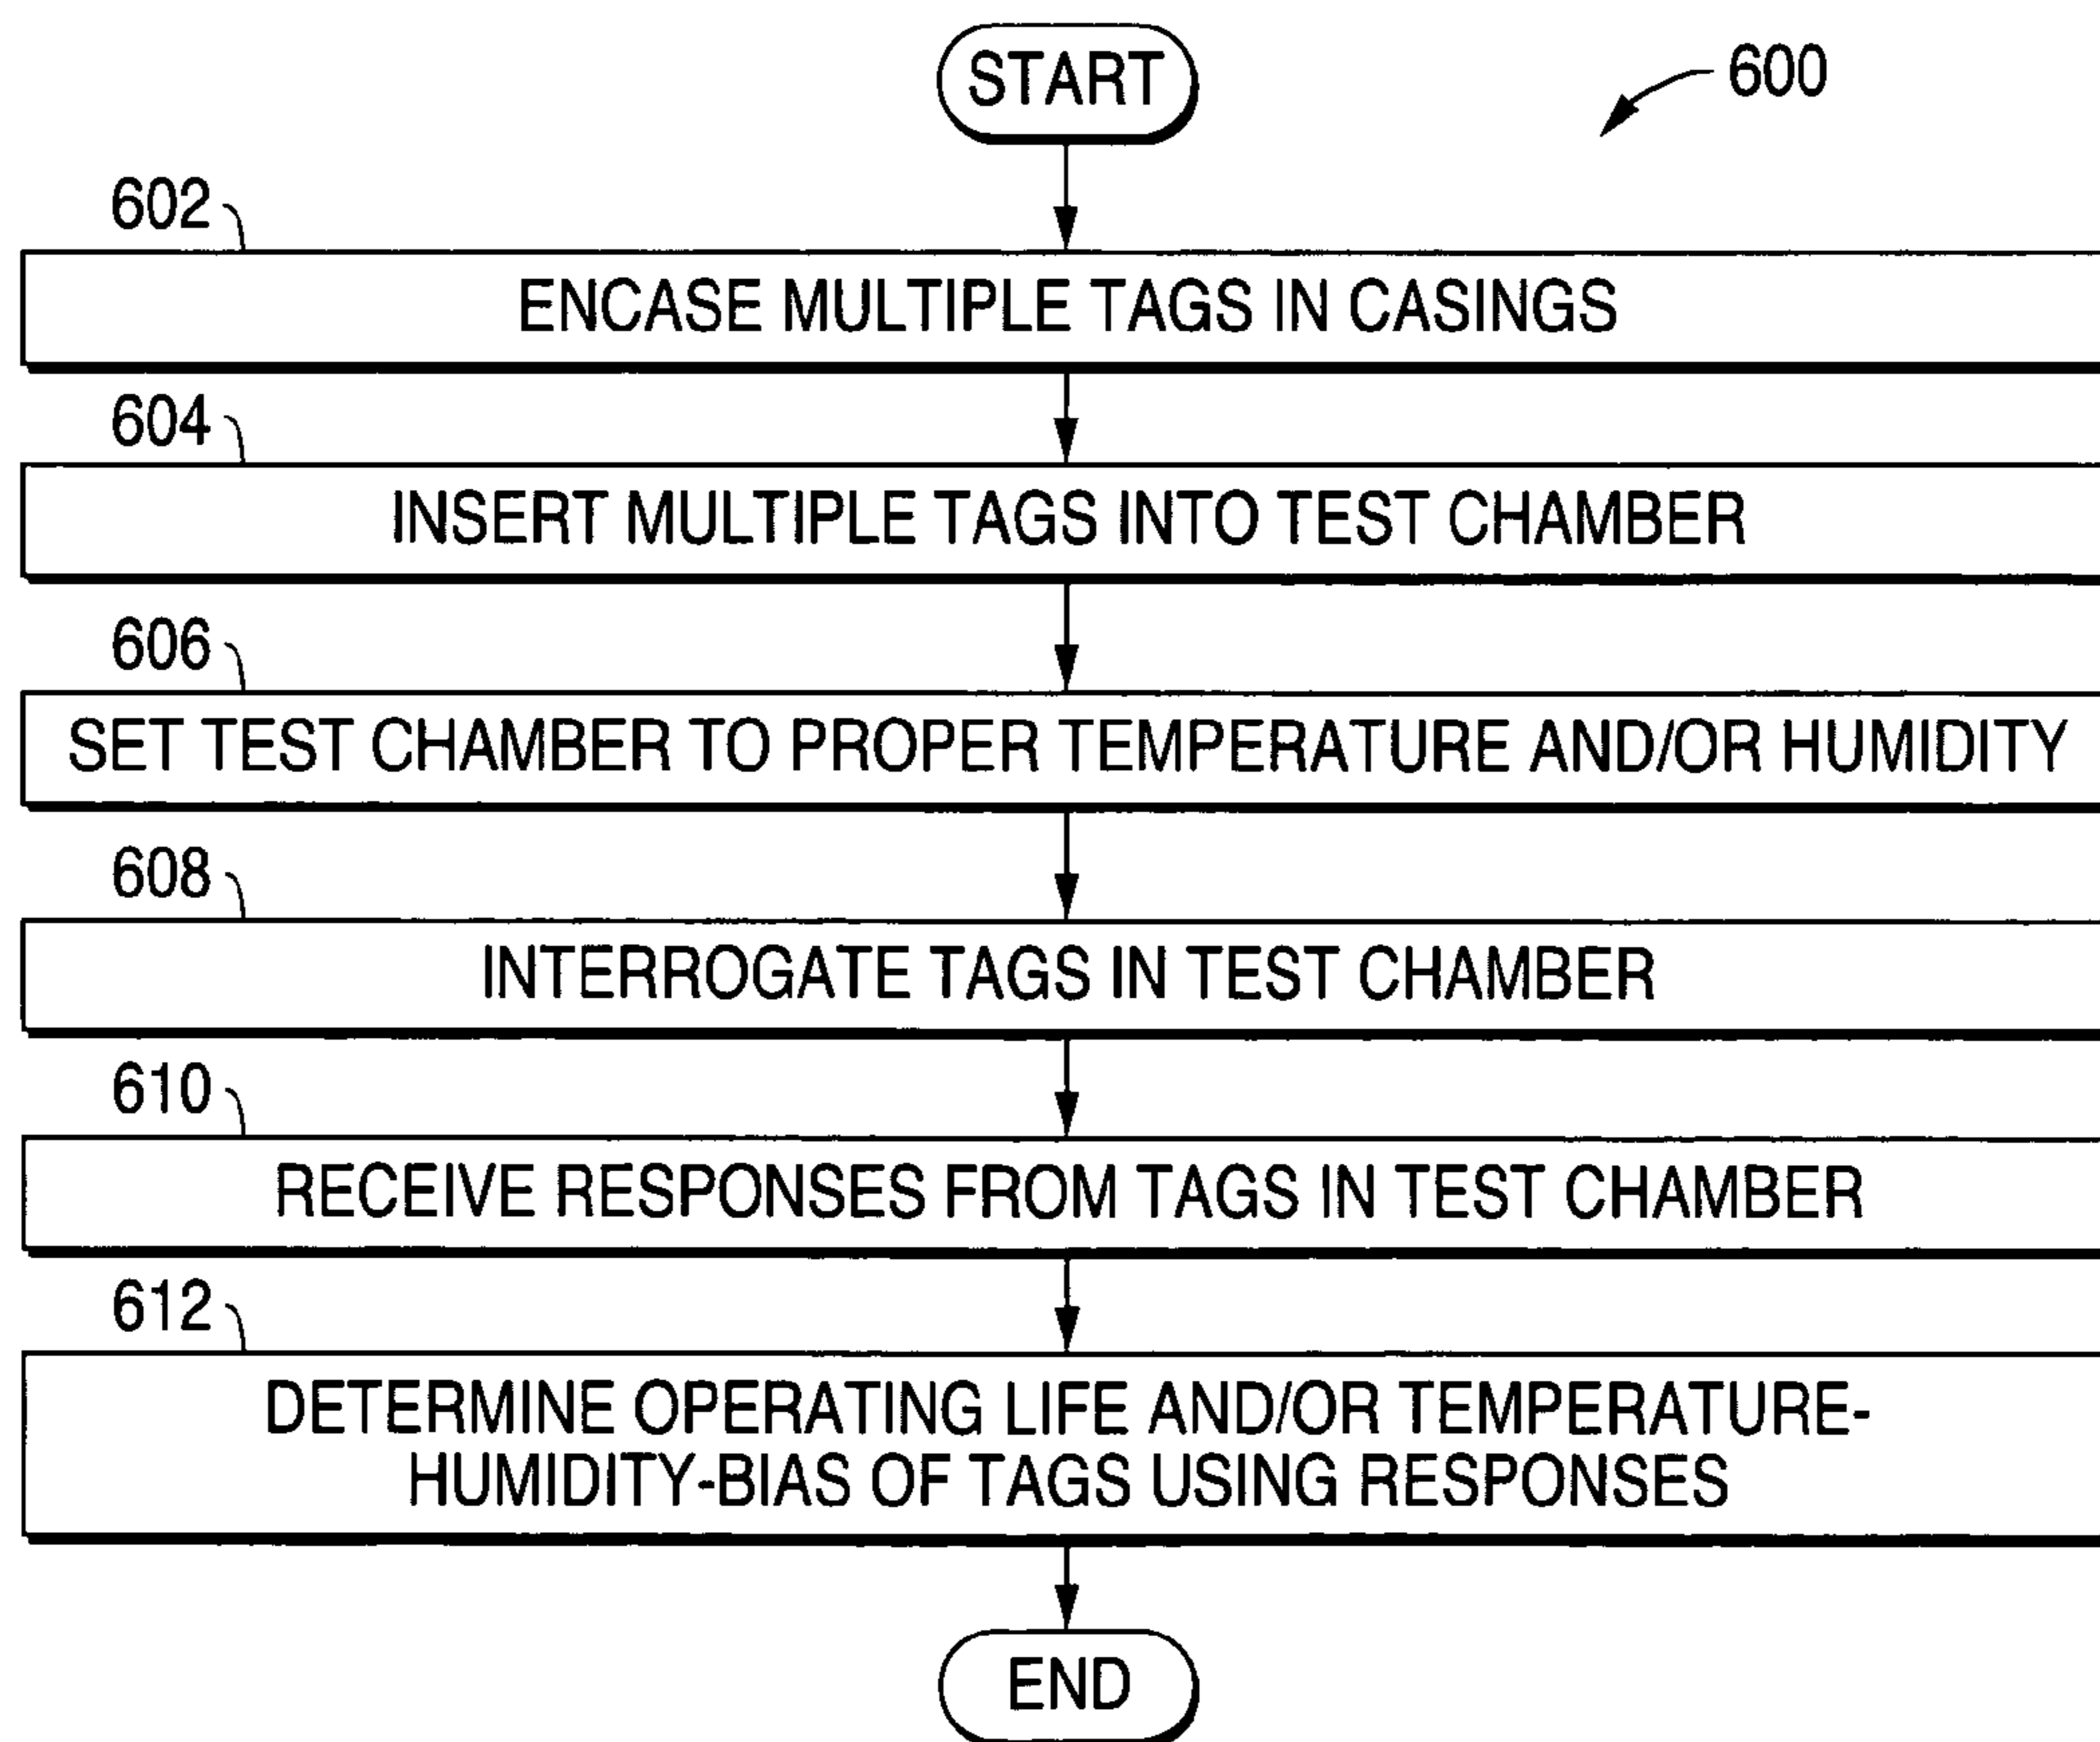 START
600
602
ENCASE MULTIPLE TAGS IN CASINGS
604
INSERT MULTIPLE TAGS INTO TEST CHAMBER
606
SET TEST CHAMBER TO PROPER TEMPERATURE AND/OR HUMIDITY
608
INTERROGATE TAGS IN TEST CHAMBER
610
RECEIVE RESPONSES FROM TAGS IN TEST CHAMBER
612
DETERMINE OPERATING LIFE AND/OR TEMPERATURE-
HUMIDITY-BIAS OF TAGS USING RESPONSES
END